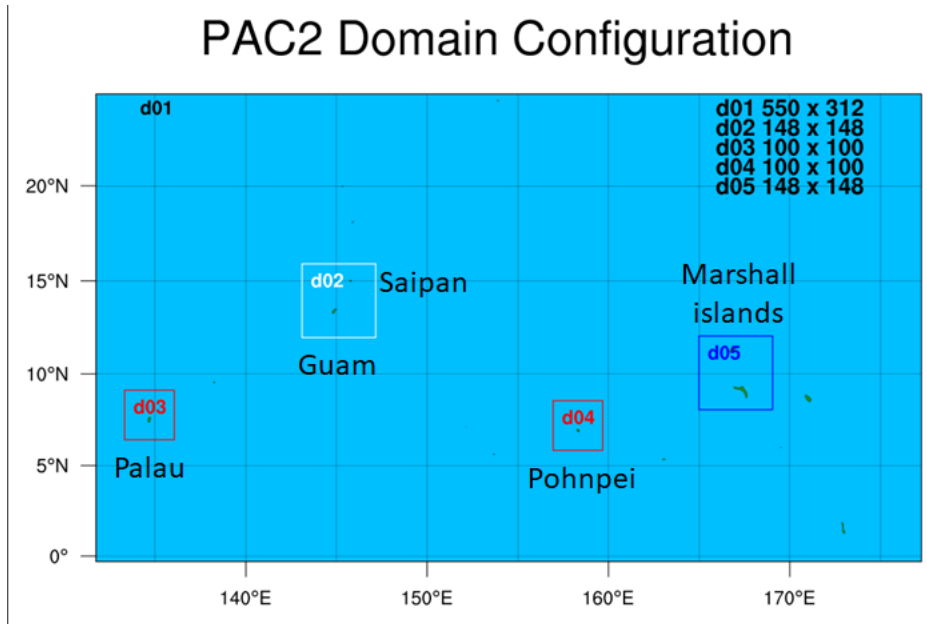 PAC2 Domain Configuration
d01
d01 550 x 312
d02 148 x 148
d03 100 x 100
d04 100 x 100
d05 148 x 148
20°N
15°N
10°N
5°N
0°
d02
Saipan
Guam
Marshall
islands
d05
d03
Palau
d04
Pohnpei
140°E
150°E
160°E
170°E